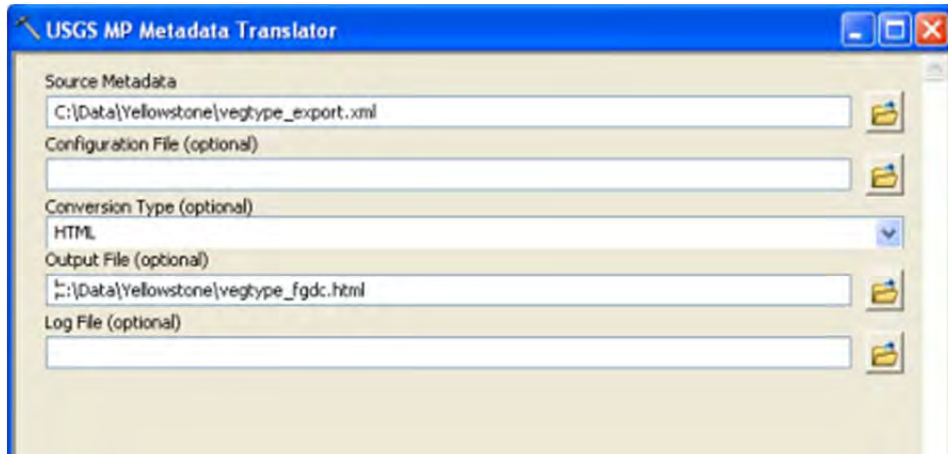 USGS MP Metadata Translator
Source Metadata
C:\Data\Yellowstone\vegtype_export.xml
Configuration File (optional)
Conversion Type (optional)
HTML
Output File (optional)
:\Data\Yellowstone\vegtype_fgdc.html
Log File (optional)